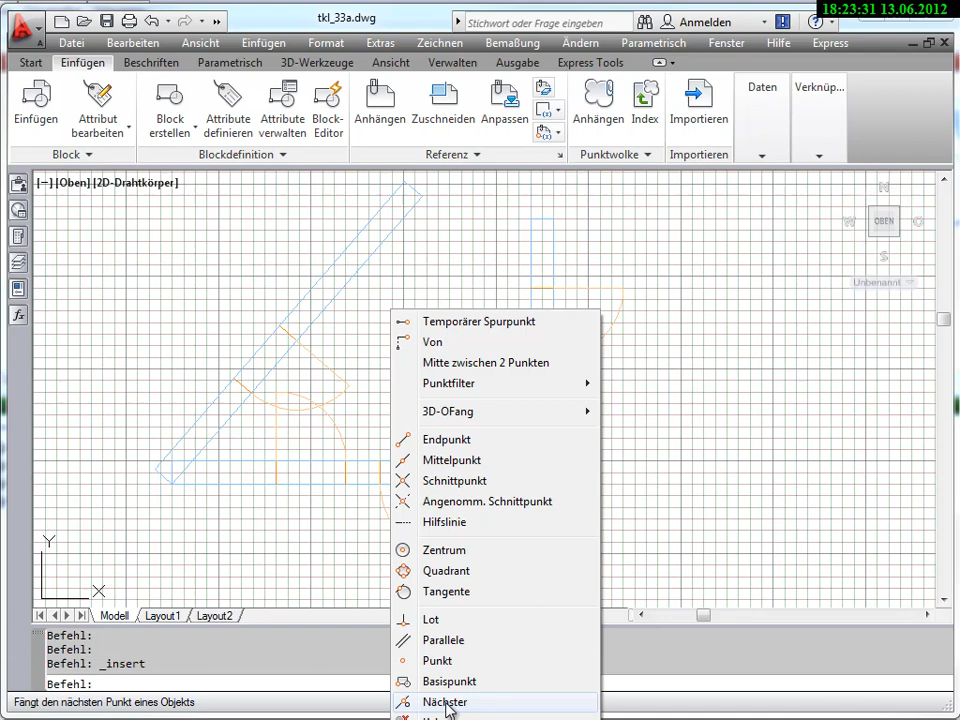 18:23:31 13.06.2012
tkl_33a.dwg
Stichwort oder Frage eingeben
Anmelden
Datei Bearbeiten Ansicht Einfügen Format Extras Zeichnen Bemaßung Ändern Parametrisch Fenster Hilfe Express
Start Einfügen Beschriften Parametrisch 3D-Werkzeuge Ansicht Verwalten Ausgabe Express Tools
Einfügen
Attribut bearbeiten
Block erstellen
Attribute definieren
Attribute verwalten
Block-Editor
Anhängen Zuschneiden Anpassen
Anhängen Index Importieren
Daten Verknüp...
Block Blockdefinition Referenz Punktwolke Importieren
[−] [Oben] [2D-Drahtkörper]
N
W OBEN O
S
Unbenannt
Temporärer Spurpunkt
Von
Mitte zwischen 2 Punkten
Punktfilter
3D-OFang
Endpunkt
Mittelpunkt
Schnittpunkt
Angenomm. Schnittpunkt
Hilfslinie
Zentrum
Quadrant
Tangente
Lot
Parallele
Punkt
Basispunkt
Nächster
Y
X
Modell Layout1 Layout2
Befehl:
Befehl:
Befehl: _insert
Befehl:
Fängt den nächsten Punkt eines Objekts